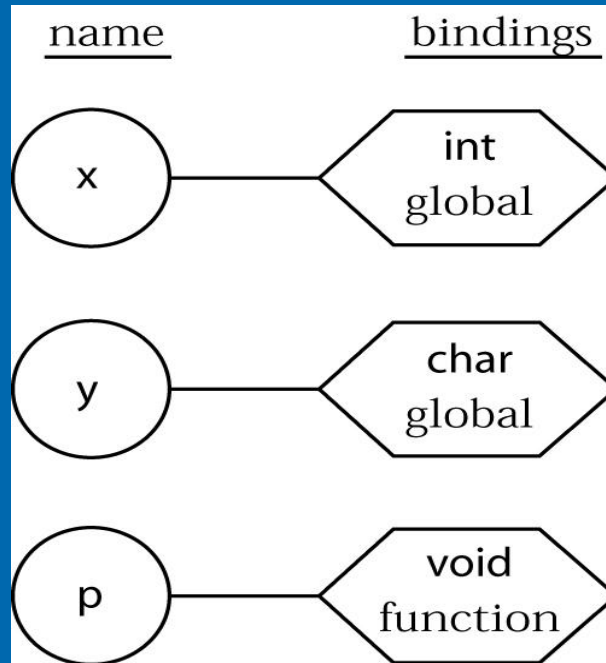 name bindings
x int
global
y char
global
p void
function